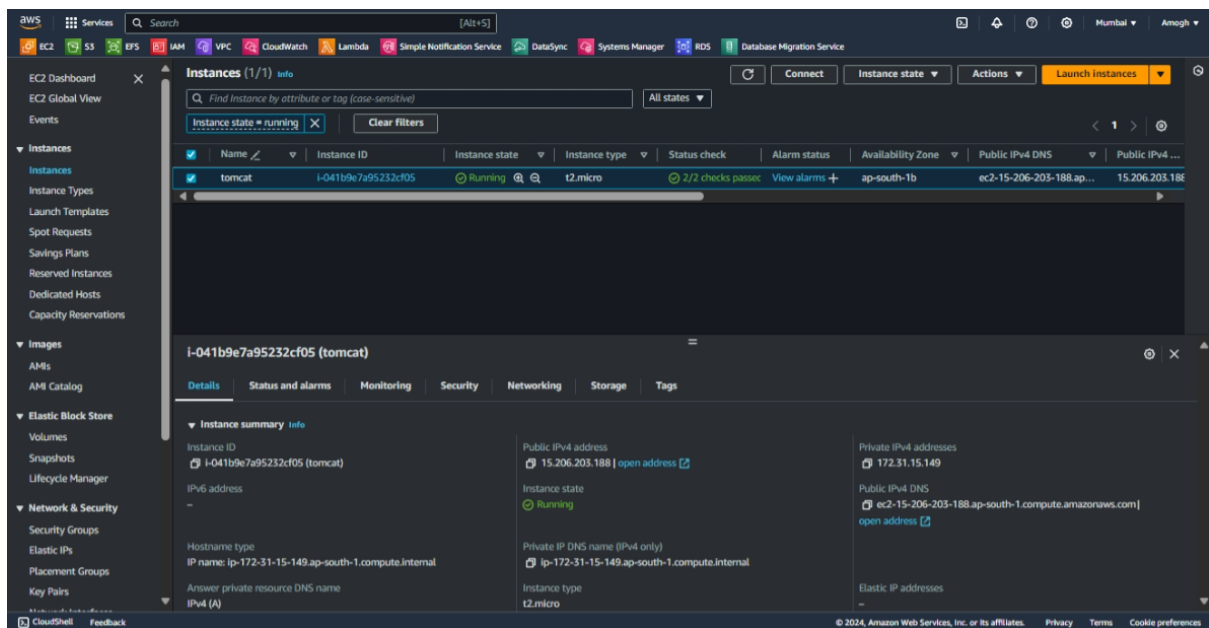 aws Services Search [Alt+S] Mumbai Amogh
EC2 S3 EFS IAM VPC CloudWatch Lambda Simple Notification Service DataSync Systems Manager RDS Database Migration Service
EC2 Dashboard
EC2 Global View
Events
Instances
Instances
Instance Types
Launch Templates
Spot Requests
Savings Plans
Reserved Instances
Dedicated Hosts
Capacity Reservations
Images
AMIs
AMI Catalog
Elastic Block Store
Volumes
Snapshots
Lifecycle Manager
Network & Security
Security Groups
Elastic IPs
Placement Groups
Key Pairs
Instances (1/1) Info Connect Instance state Actions Launch instances
Find Instance by attribute or tag (case-sensitive) All states
Instance state = running Clear filters 1
Name Instance ID Instance state Instance type Status check Alarm status Availability Zone Public IPv4 DNS Public IPv4 ...
tomcat i-041b9e7a95232cf05 Running t2.micro 2/2 checks passec View alarms + ap-south-1b ec2-15-206-203-188.ap... 15.206.203.188
i-041b9e7a95232cf05 (tomcat)
Details Status and alarms Monitoring Security Networking Storage Tags
Instance summary Info
Instance ID
i-041b9e7a95232cf05 (tomcat)
Public IPv4 address
15.206.203.188 | open address
Private IPv4 addresses
172.31.15.149
IPv6 address
–
Instance state
Running
Public IPv4 DNS
ec2-15-206-203-188.ap-south-1.compute.amazonaws.com |
open address
Hostname type
IP name: ip-172-31-15-149.ap-south-1.compute.internal
Private IP DNS name (IPv4 only)
ip-172-31-15-149.ap-south-1.compute.internal
Answer private resource DNS name
IPv4 (A)
Instance type
t2.micro
Elastic IP addresses
–
CloudShell Feedback © 2024, Amazon Web Services, Inc. or its affiliates. Privacy Terms Cookie preferences